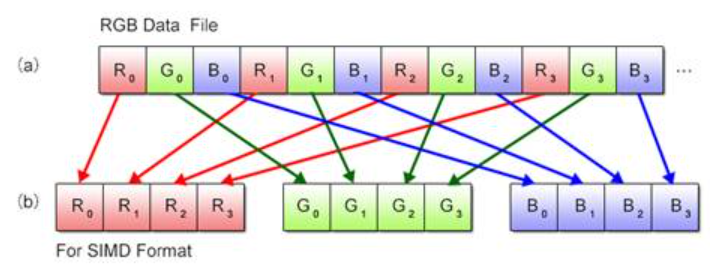 RGB Data File
(a) R₀ G₀ B₀ R₁ G₁ B₁ R₂ G₂ B₂ R₃ G₃ B₃ ...
(b) R₀ R₁ R₂ R₃ G₀ G₁ G₂ G₃ B₀ B₁ B₂ B₃
For SIMD Format